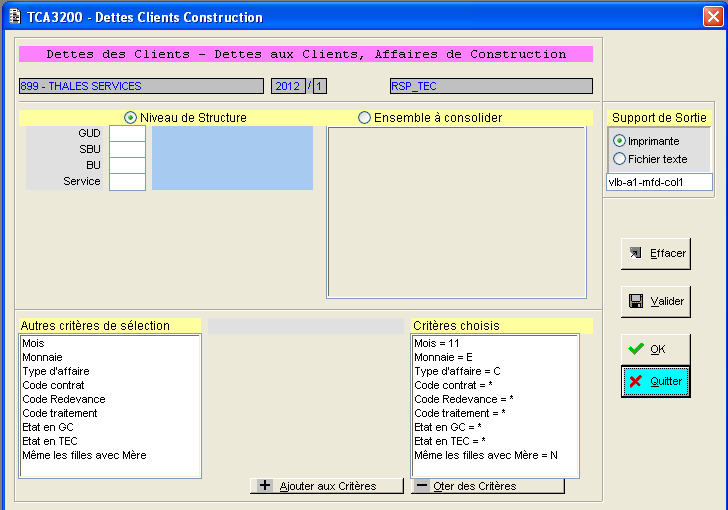 TCA3200 - Dettes Clients Construction
Dettes des Clients - Dettes aux Clients, Affaires de Construction
899 - THALES SERVICES 2012 / 1 RSP_TEC
Niveau de Structure Ensemble à consolider Support de Sortie
GUD
SBU
BU
Service
Imprimante
Fichier texte
vlb-a1-mfd-col1
Effacer
Valider
OK
Quitter
Autres critères de sélection
Mois
Monnaie
Type d'affaire
Code contrat
Code Redevance
Code traitement
Etat en GC
Etat en TEC
Même les filles avec Mère
Critères choisis
Mois = 11
Monnaie = E
Type d'affaire = C
Code contrat = *
Code Redevance = *
Code traitement = *
Etat en GC = *
Etat en TEC = *
Même les filles avec Mère = N
Ajouter aux Critères
Oter des Critères